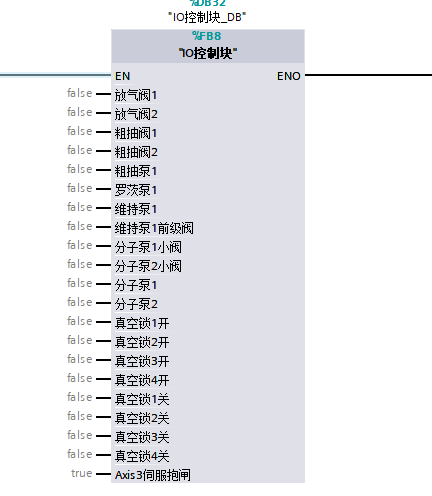 %DB32
"IO控制块_DB"
%FB8
"IO控制块"
EN ENO
false 放气阀1
false 放气阀2
false 粗抽阀1
false 粗抽阀2
false 粗抽泵1
false 罗茨泵1
false 维持泵1
false 维持泵1前级阀
false 分子泵1小阀
false 分子泵2小阀
false 分子泵1
false 分子泵2
false 真空锁1开
false 真空锁2开
false 真空锁3开
false 真空锁4开
false 真空锁1关
false 真空锁2关
false 真空锁3关
false 真空锁4关
true Axis3伺服抱闸